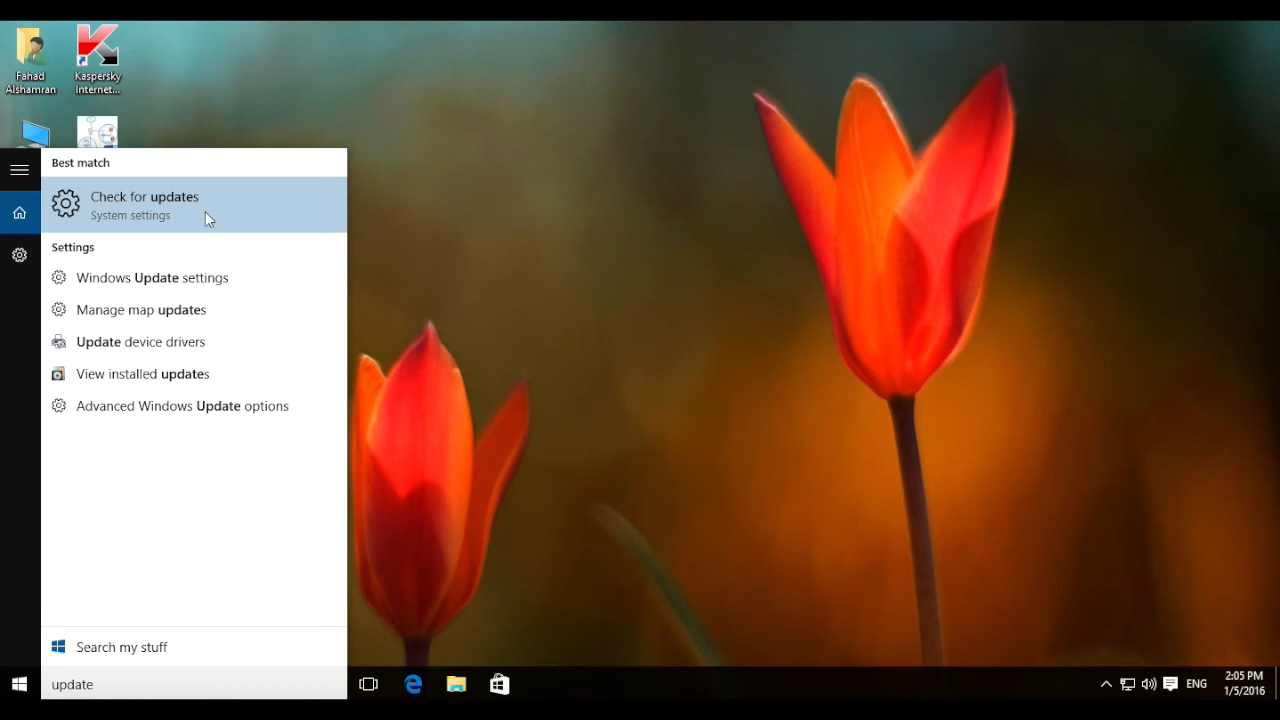 Fahad
Alshamran
Kaspersky
Internet...
Best match
Check for updates
System settings
Settings
Windows Update settings
Manage map updates
Update device drivers
View installed updates
Advanced Windows Update options
Search my stuff
update
ENG
2:05 PM
1/5/2016